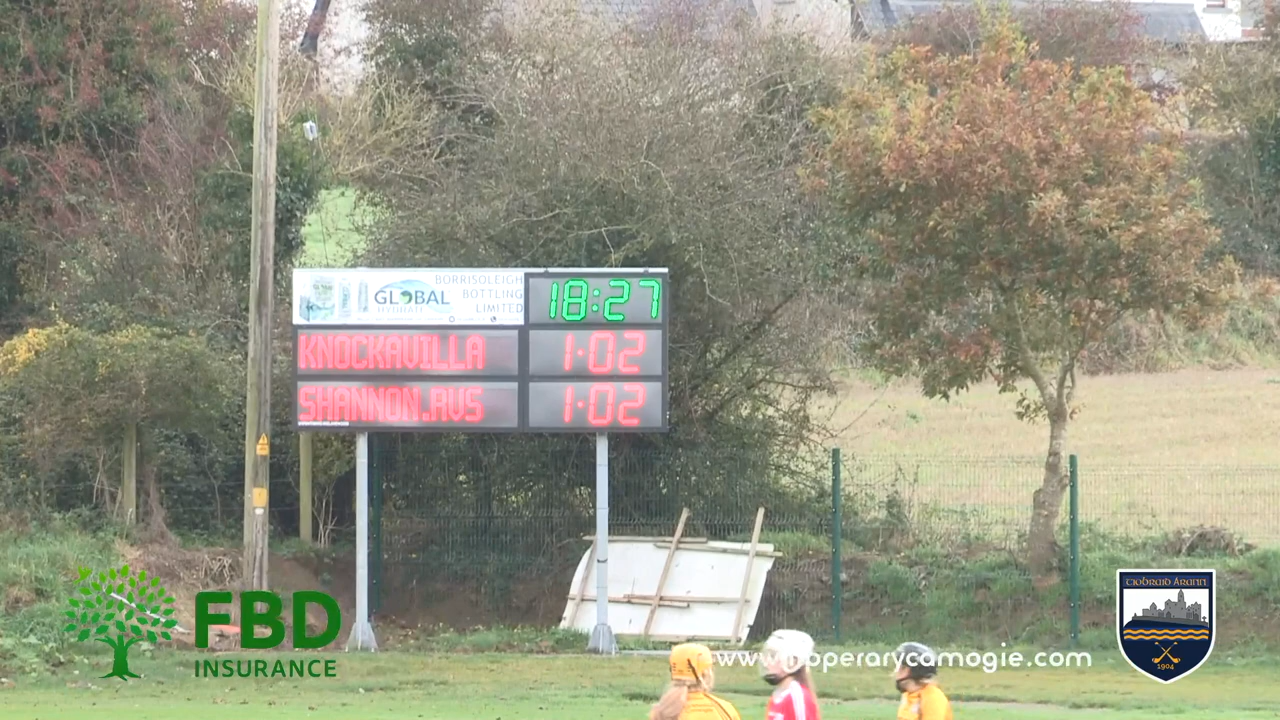 BORRISOLEIGH
GLOBAL BOTTLING
HYDRATE LIMITED
18:27
KNOCKAVILLA 1·02
SHANNON.RVS 1·02
FBD
INSURANCE
www.tipperarycamogie.com
Tiobraid Árann
1904